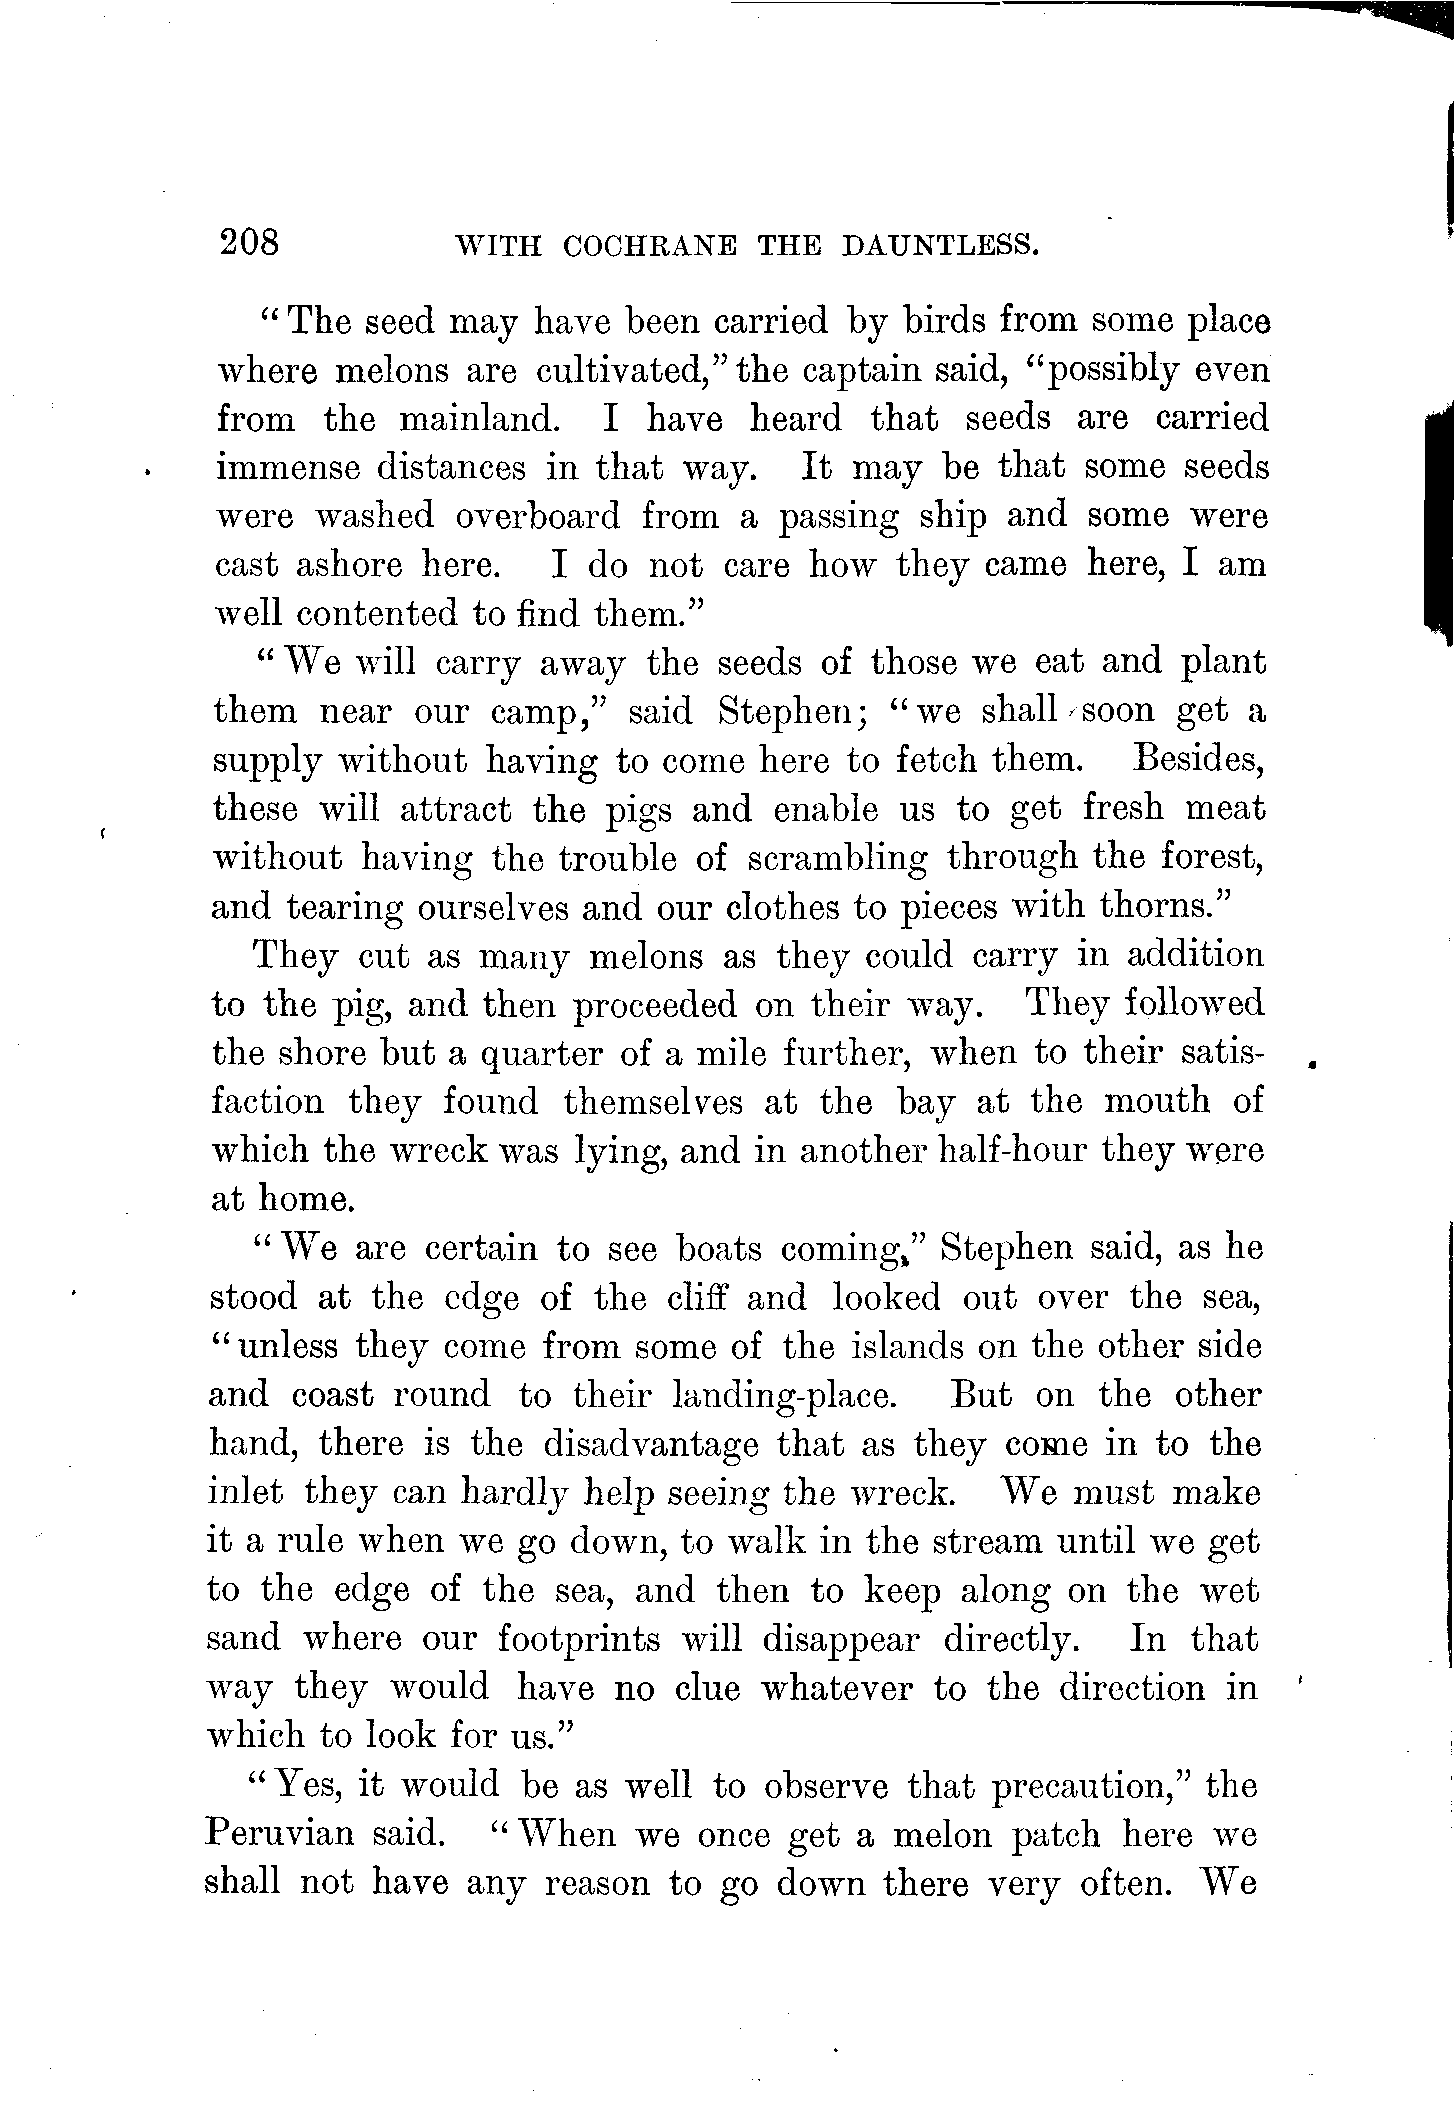 208 WITH COCHRANE THE DAUNTLESS.
"The seed may have been carried by birds from some place
where melons are cultivated," the captain said, "possibly even
from the mainland. I have heard that seeds are carried
immense distances in that way. It may be that some seeds
were washed overboard from a passing ship and some were
cast ashore here. I do not care how they came here, I am
well contented to find them."
"We will carry away the seeds of those we eat and plant
them near our camp," said Stephen; "we shall soon get a
supply without having to come here to fetch them. Besides,
these will attract the pigs and enable us to get fresh meat
without having the trouble of scrambling through the forest,
and tearing ourselves and our clothes to pieces with thorns."
They cut as many melons as they could carry in addition
to the pig, and then proceeded on their way. They followed
the shore but a quarter of a mile further, when to their satis-
faction they found themselves at the bay at the mouth of
which the wreck was lying, and in another half-hour they were
at home.
"We are certain to see boats coming," Stephen said, as he
stood at the edge of the cliff and looked out over the sea,
"unless they come from some of the islands on the other side
and coast round to their landing-place. But on the other
hand, there is the disadvantage that as they come in to the
inlet they can hardly help seeing the wreck. We must make
it a rule when we go down, to walk in the stream until we get
to the edge of the sea, and then to keep along on the wet
sand where our footprints will disappear directly. In that
way they would have no clue whatever to the direction in
which to look for us."
"Yes, it would be as well to observe that precaution," the
Peruvian said. "When we once get a melon patch here we
shall not have any reason to go down there very often. We